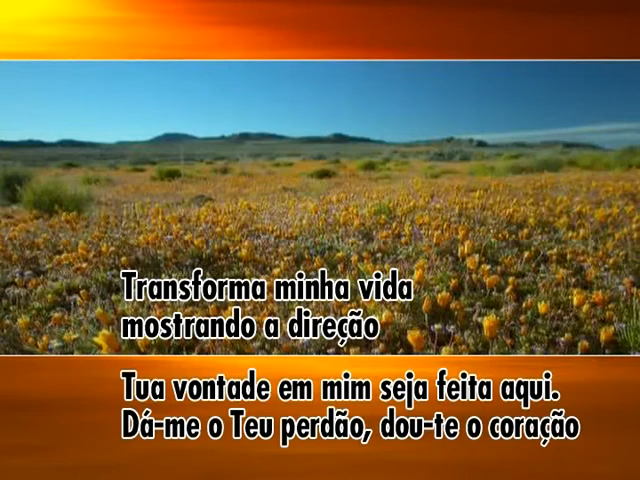 Transforma minha vida
mostrando a direção
Tua vontade em mim seja feita aqui.
Dá-me o Teu perdão, dou-te o coração